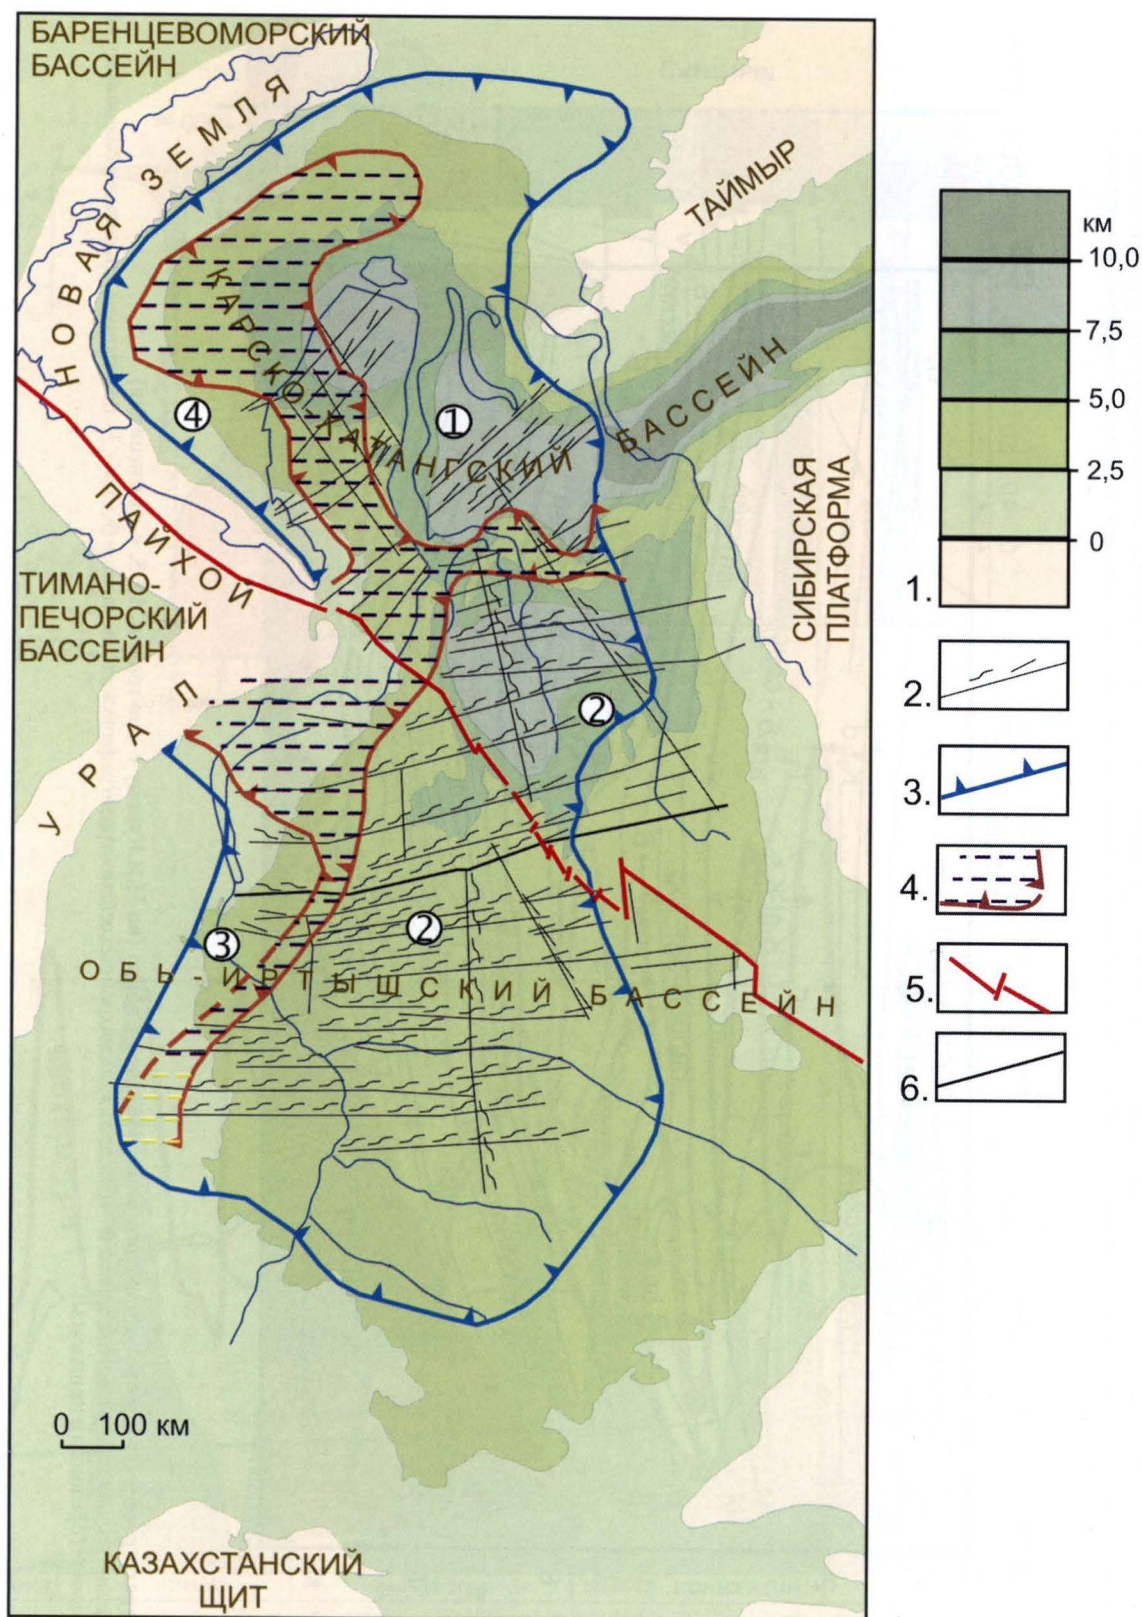 БАРЕНЦЕВОМОРСКИЙ
БАССЕЙН
НОВАЯ ЗЕМЛЯ
ТАЙМЫР
КАРСКО-ХАТАНГСКИЙ БАССЕЙН
ПАЙХОЙ
ТИМАНО-
ПЕЧОРСКИЙ
БАССЕЙН
УРАЛ
СИБИРСКАЯ
ПЛАТФОРМА
4
1
2
2
3
ОБЬ-ИРТЫШСКИЙ БАССЕЙН
0 100 км
КАЗАХСТАНСКИЙ
ЩИТ
км
10,0
7,5
5,0
2,5
0
1.
2.
3.
4.
5.
6.